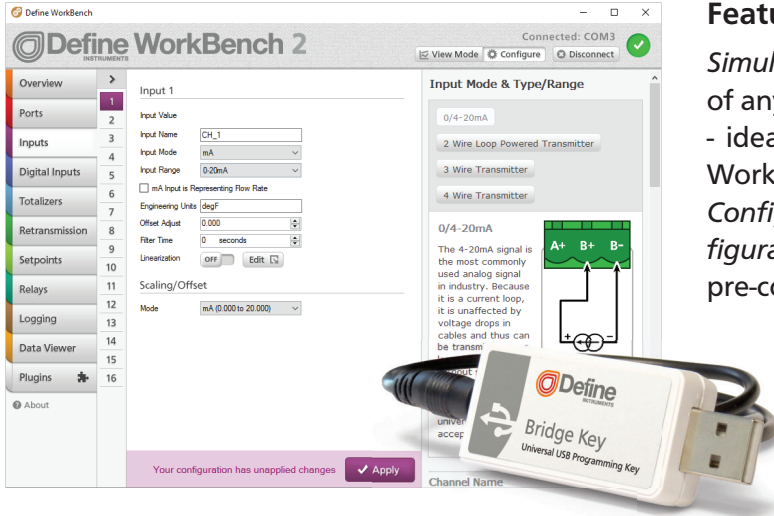 Define WorkBench
Define WorkBench 2
INSTRUMENTS
Connected: COM3
View Mode
Configure
Disconnect
Overview
Ports
Inputs
Digital Inputs
Totalizers
Retransmission
Setpoints
Relays
Logging
Data Viewer
Plugins
About
>
1
2
3
4
5
6
7
8
9
10
11
12
13
14
15
16
Input 1
Input Value
Input Name CH_1
Input Mode mA
Input Range 0-20mA
mA Input is Representing Flow Rate
Engineering Units degF
Offset Adjust 0.000
Filter Time 0 seconds
Linearization OFF Edit
Scaling/Offset
Mode mA (0.000 to 20.000)
Your configuration has unapplied changes
Apply
Input Mode & Type/Range
0/4-20mA
2 Wire Loop Powered Transmitter
3 Wire Transmitter
4 Wire Transmitter
0/4-20mA
The 4-20mA signal is
the most commonly
used analog signal
in industry. Because
it is a current loop,
it is unaffected by
voltage drops in
cables and thus can
be
A+ B+ B-
+ -
Channel Name
Define
INSTRUMENTS
Bridge Key
Universal USB Programming Key
Simul
of any
- idea
Work